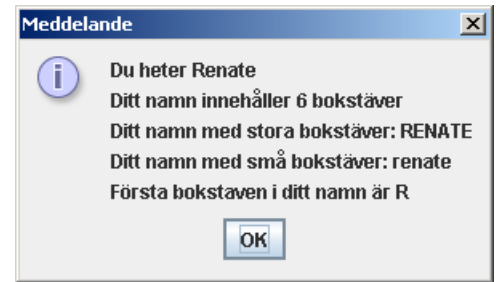 Meddelande
Du heter Renate
Ditt namn innehåller 6 bokstäver
Ditt namn med stora bokstäver: RENATE
Ditt namn med små bokstäver: renate
Första bokstaven i ditt namn är R
OK